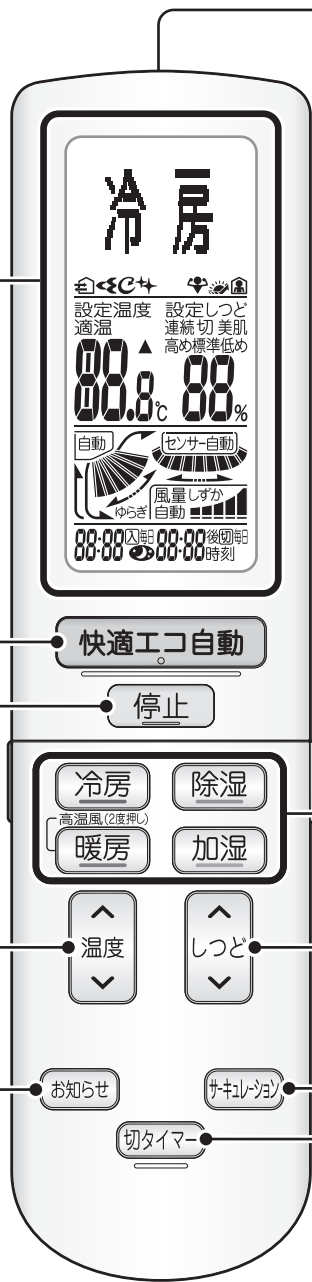 冷房
設定温度 設定しつど
適温 連続 切 美肌
▲ 高め標準低め
88.8℃ 88%
自動 センサー自動
風量 しずか
ゆらぎ 自動
88:88 入 毎日 88:88 後 切 毎日
時刻
快適エコ自動
停止
冷房 除湿
高温風(2度押し)
暖房 加湿
温度 しつど
お知らせ サーキュレーション
切タイマー